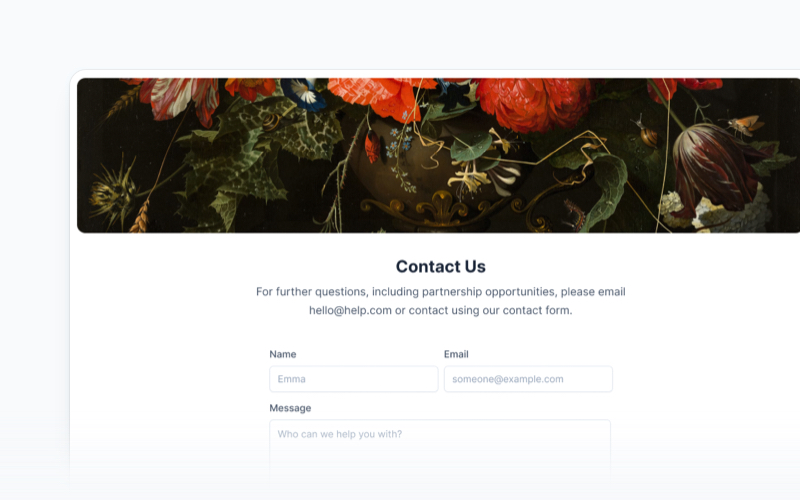 Contact Us
For further questions, including partnership opportunities, please email
hello@help.com or contact using our contact form.
Name
Email
Emma
someone@example.com
Message
Who can we help you with?